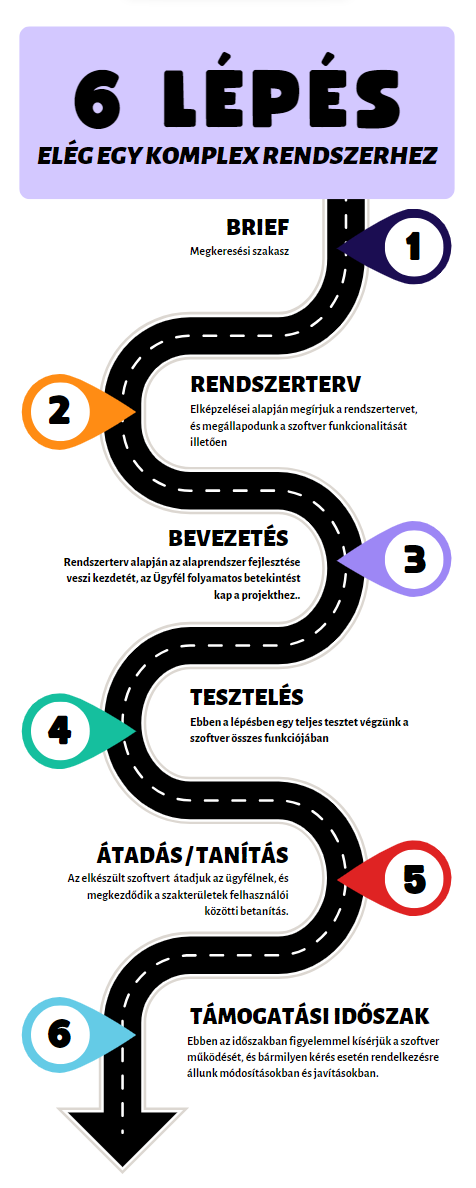 6 LÉPÉS
ELÉG EGY KOMPLEX RENDSZERHEZ
BRIEF
Megkeresési szakasz
1
RENDSZERTERV
Elképzelései alapján megírjuk a rendszertervet,
és megállapodunk a szoftver funkcionalitását
illetően
2
BEVEZETÉS
Rendszerterv alapján az alaprendszer fejlesztése
veszi kezdetét, az Ügyfél folyamatos betekintést
kap a projekthez..
3
TESZTELÉS
Ebben a lépésben egy teljes tesztet végzünk a
szoftver összes funkciójában
4
ÁTADÁS/TANÍTÁS
Az elkészült szoftvert átadjuk az ügyfélnek, és
megkezdődik a szakterületek felhasználói
közötti betanítás.
5
TÁMOGATÁSI IDŐSZAK
Ebben az időszakban figyelemmel kísérjük a szoftver
működését, és bármilyen kérés esetén rendelkezésre
állunk módosításokban és javításokban.
6